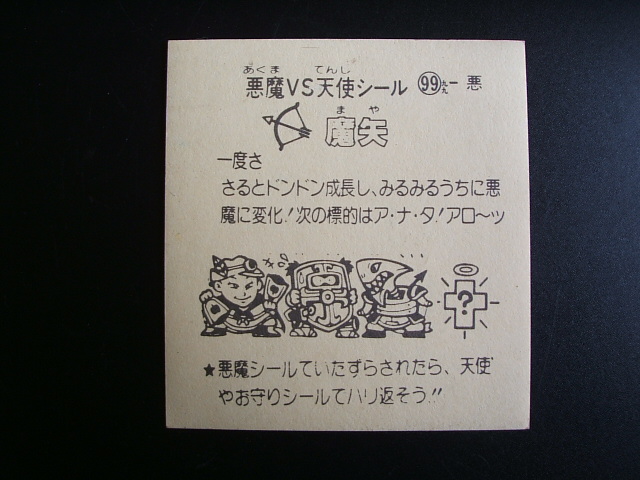 あくま てんし
悪魔VS天使シール 99 - 悪
まや
魔矢
一度さ
さるとドンドン成長し、みるみるうちに悪
魔に変化!次の標的はア・ナ・タ!アロ〜ッ
?
★悪魔シールでいたずらされたら、天使
やお守りシールでハリ返そう!!